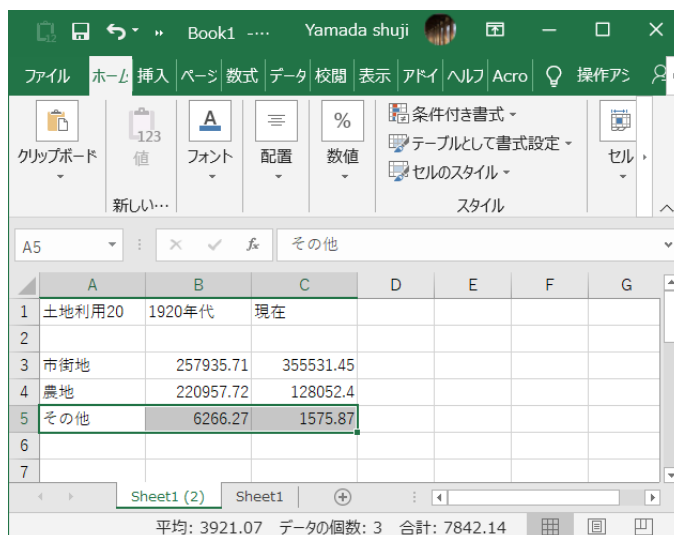 Book1 -… Yamada shuji
ファイル ホーム 挿入 ページ 数式 データ 校閲 表示 アドイ ヘルプ Acro 操作アシ
123
%
条件付き書式
テーブルとして書式設定
セルのスタイル
クリップボード 値 フォント 配置 数値 セル
新しい… スタイル
A5 fx その他
A B C D E F G
1 土地利用20 1920年代 現在
2
3 市街地 257935.71 355531.45
4 農地 220957.72 128052.4
5 その他 6266.27 1575.87
6
7
Sheet1 (2) Sheet1
平均: 3921.07 データの個数: 3 合計: 7842.14